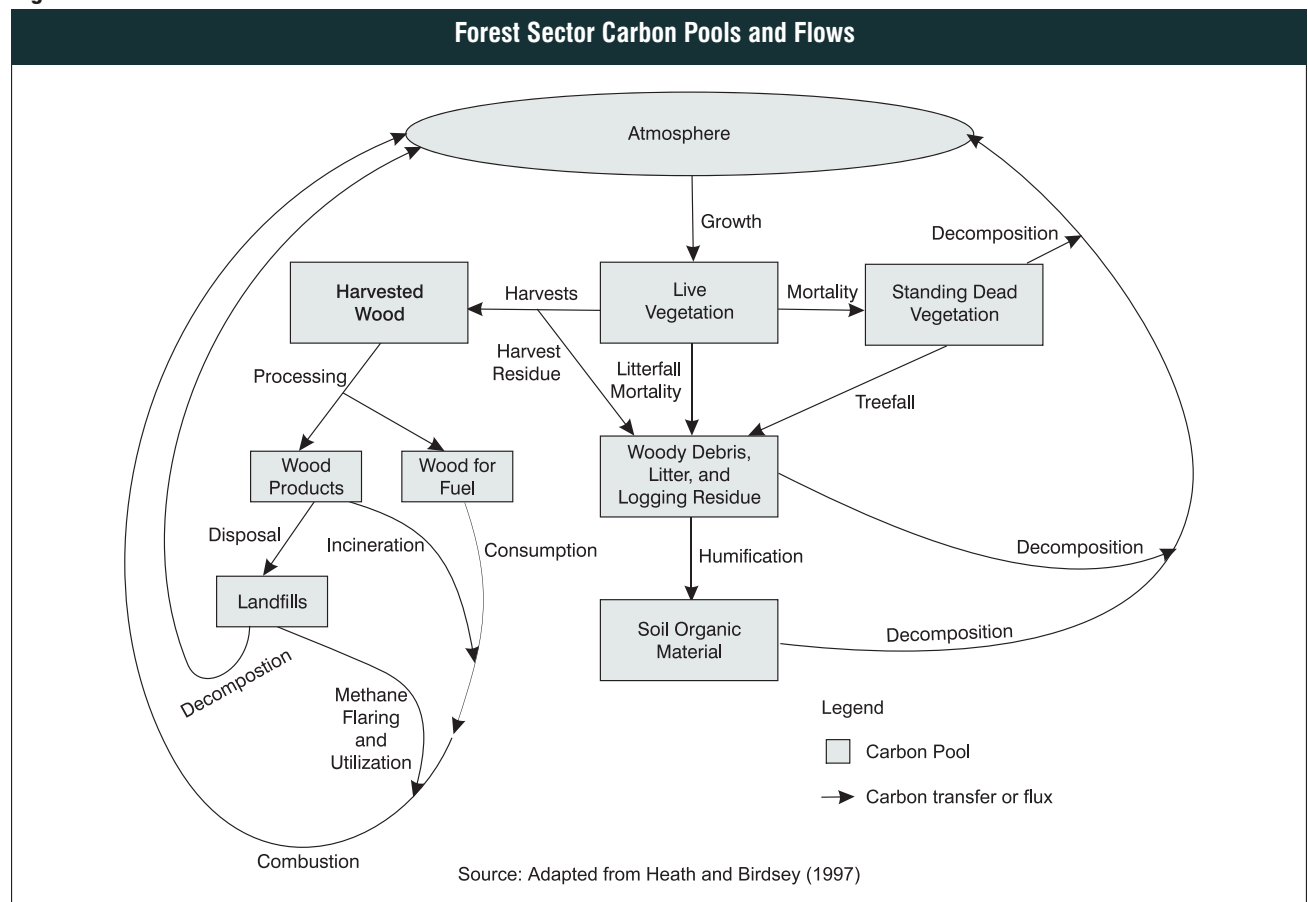 Forest Sector Carbon Pools and Flows
Atmosphere
Growth
Decomposition
Harvested
Wood
Harvests
Live
Vegetation
Mortality
Standing Dead
Vegetation
Harvest
Residue
Litterfall
Mortality
Processing
Treefall
Wood
Products
Wood for
Fuel
Woody Debris,
Litter, and
Logging Residue
Disposal
Incineration
Consumption
Humification
Decomposition
Landfills
Soil Organic
Material
Decomposition
Decompostion
Methane
Flaring
and
Utilization
Legend
Carbon Pool
Carbon transfer or flux
Combustion
Source: Adapted from Heath and Birdsey (1997)